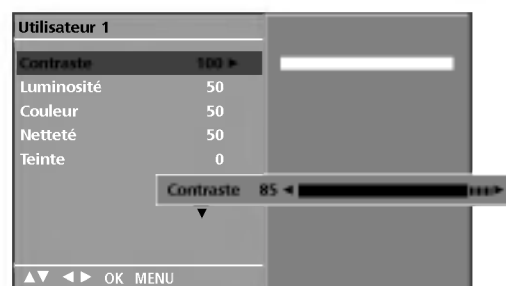 Utilisateur 1
Contraste 100 ►
Luminosité 50
Couleur 50
Netteté 50
Teinte 0
Contraste 85 ◄ ►
▼
▲▼ ◄► OK MENU